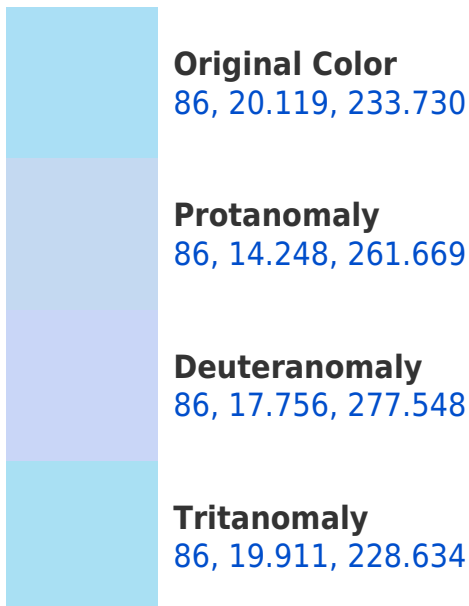 Original Color
86, 20.119, 233.730
Protanomaly
86, 14.248, 261.669
Deuteranomaly
86, 17.756, 277.548
Tritanomaly
86, 19.911, 228.634